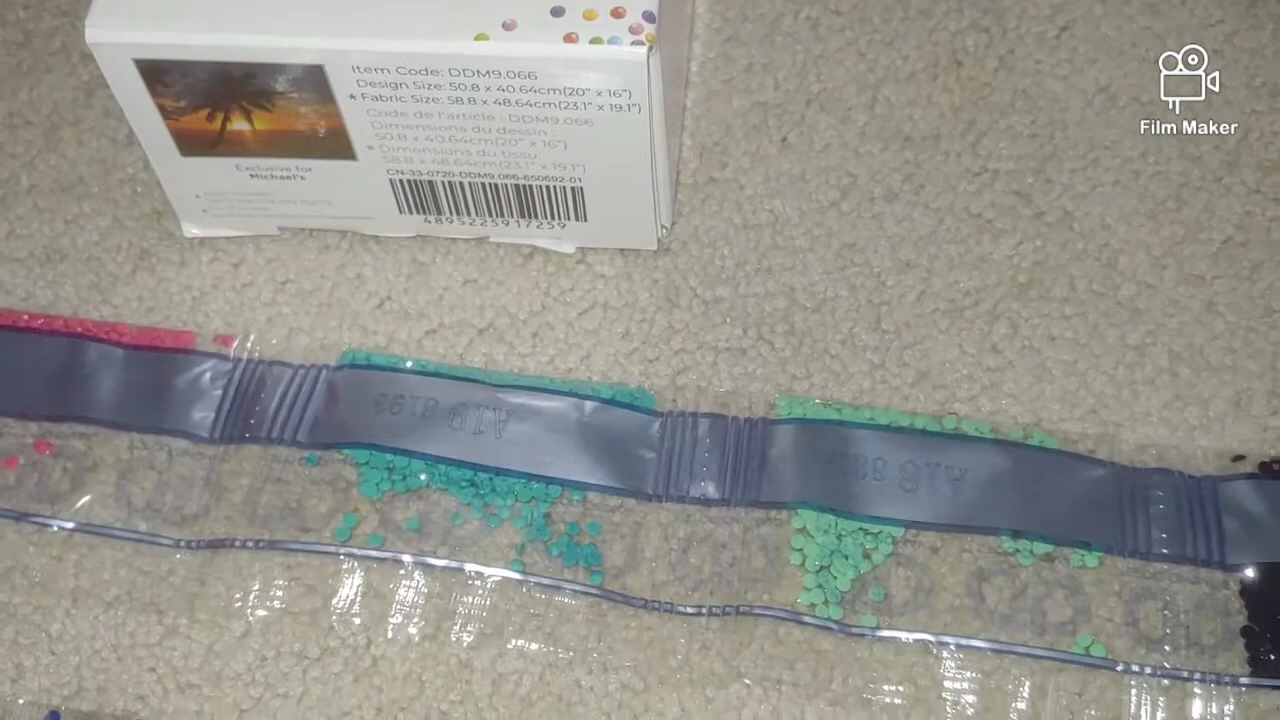 Item Code: DDM9.066
Design Size: 50.8 x 40.64cm(20" x 16")
★ Fabric Size: 58.8 x 48.64cm(23.1" x 19.1")
Code de l'article : DDM9.066
Dimensions du dessin :
50.8 x 40.64cm(20" x 16")
★ Dimensions du tissu:
58.8 x 48.64cm(23.1" x 19.1")
CN-33-0720-DDM9.066-650692-01
4895225917259
Exclusive for
Michael's
Film Maker
A19
A18